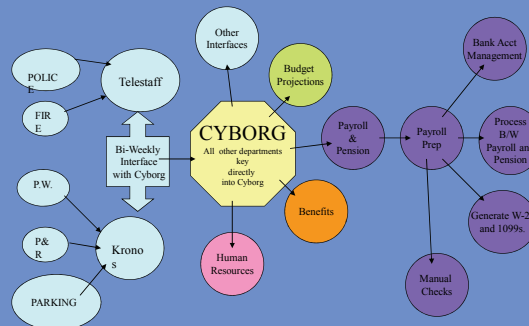 Other
Interfaces
Bank Acct
Management
POLIC
E
Telestaff
Budget
Projections
FIR
E
CYBORG
All other departments
key
directly
into Cyborg
Payroll
&
Pension
Payroll
Prep
Process
B/W
Payroll and
Pension
Bi-Weekly
Interface
with Cyborg
P.W.
Benefits
Generate W-2
and 1099s.
P&
R
Krono
s
Human
Resources
Manual
Checks
PARKING